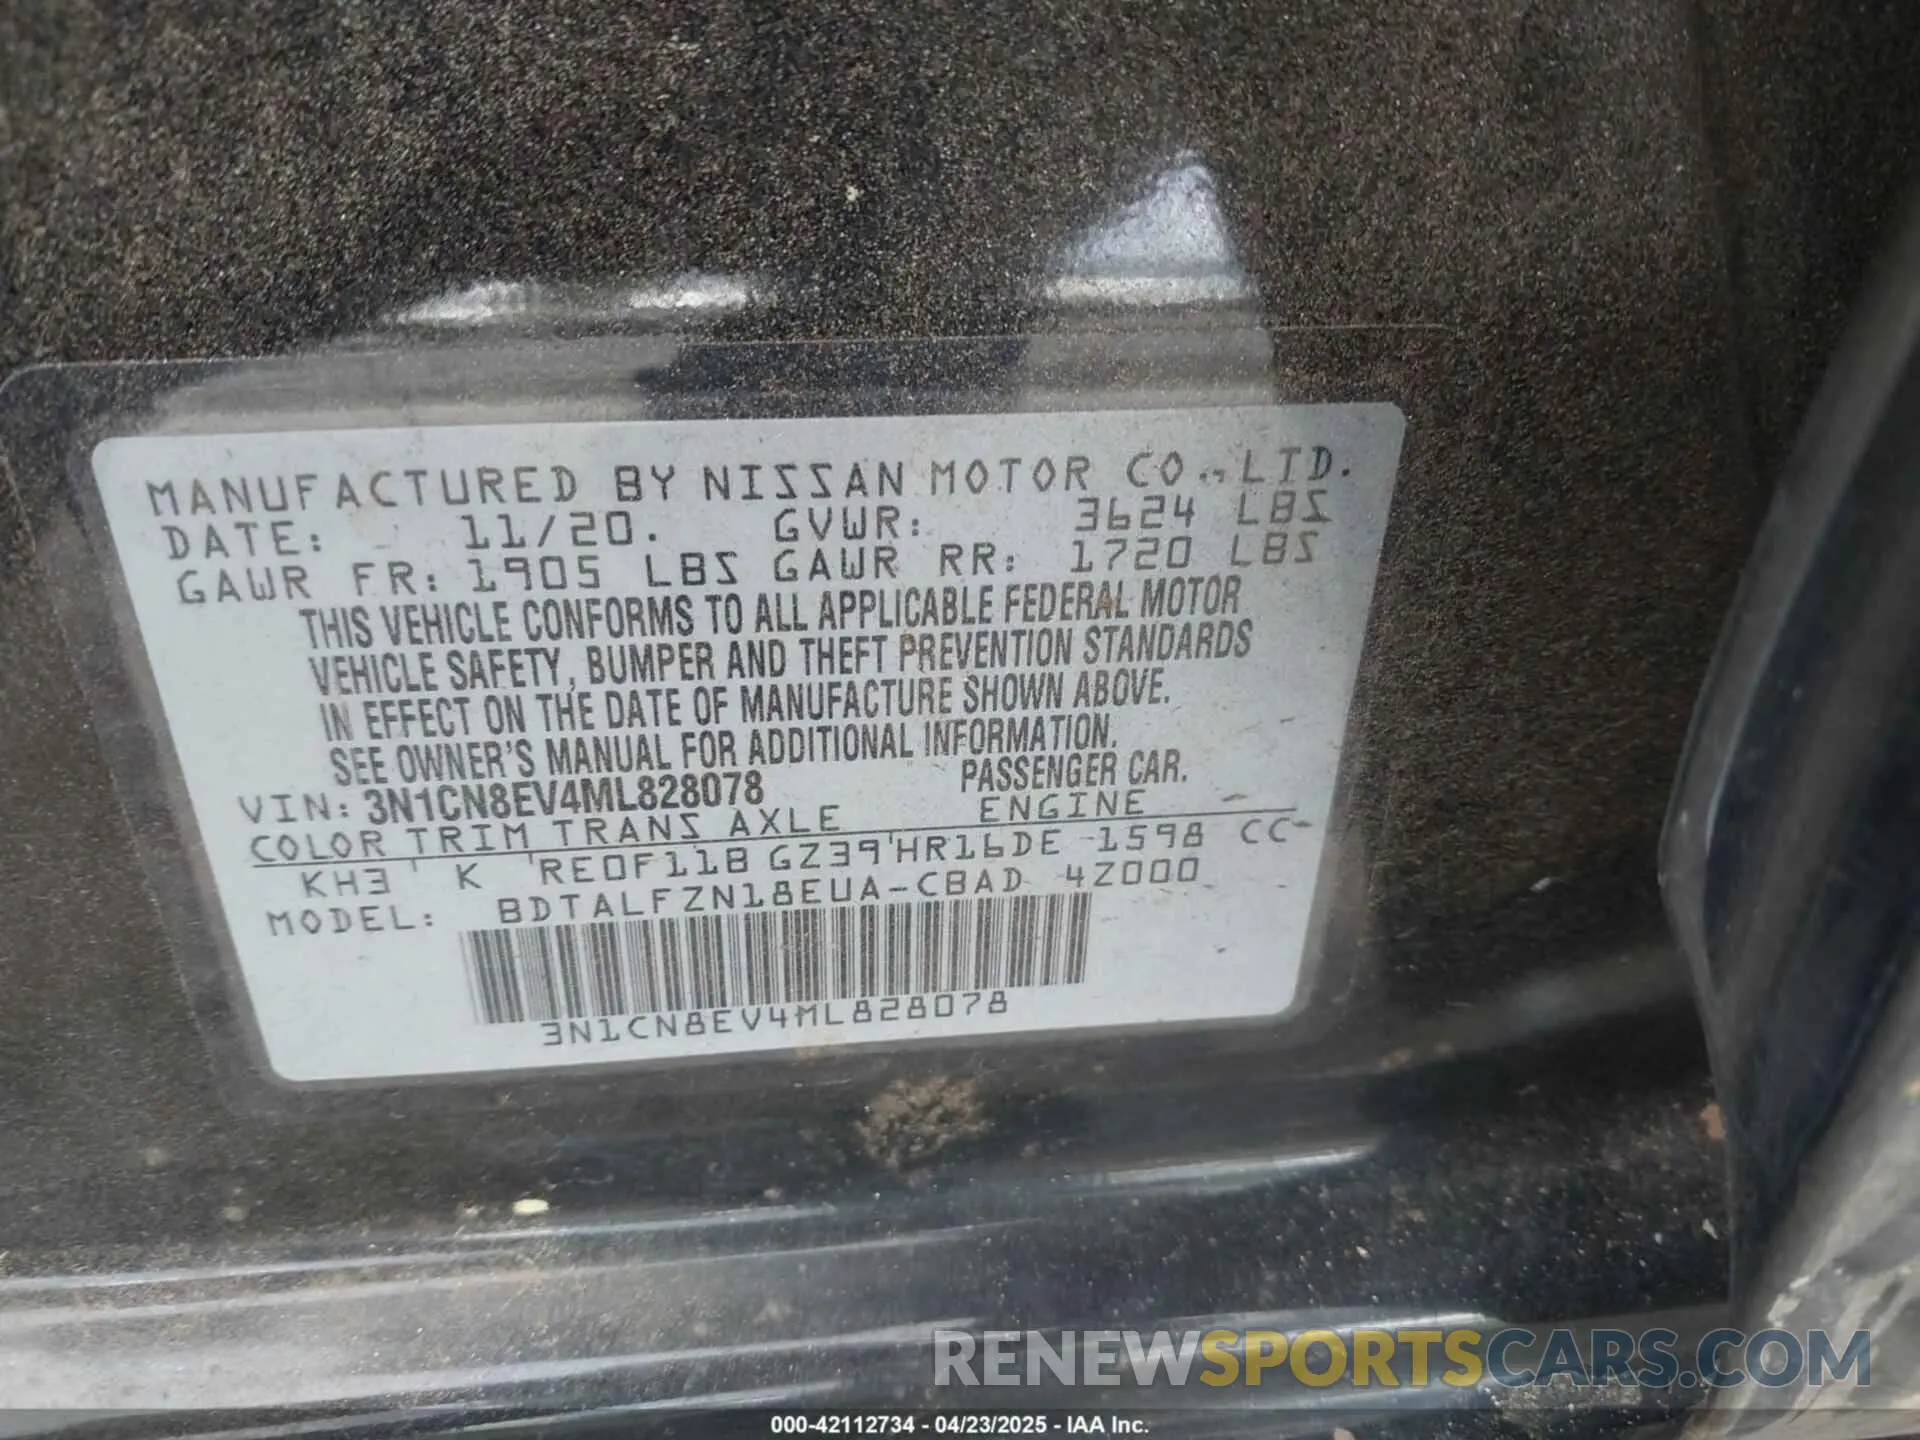 MANUFACTURED BY NISSAN MOTOR CO., LTD.
DATE: 11/20. GVWR: 3624 LBS
GAWR FR: 1905 LBS GAWR RR: 1720 LBS
THIS VEHICLE CONFORMS TO ALL APPLICABLE FEDERAL MOTOR
VEHICLE SAFETY, BUMPER AND THEFT PREVENTION STANDARDS
IN EFFECT ON THE DATE OF MANUFACTURE SHOWN ABOVE.
SEE OWNER'S MANUAL FOR ADDITIONAL INFORMATION.
VIN: 3N1CN8EV4ML828078 PASSENGER CAR.
COLOR TRIM TRANS AXLE ENGINE
KH3 K RE0F11B GZ39 HR16DE 1598 CC
MODEL: BDTALFZN18EUA-CBAD 4Z000
3N1CN8EV4ML828078
RENEWSPORTSCARS.COM
000-42112734 - 04/23/2025 - IAA Inc.